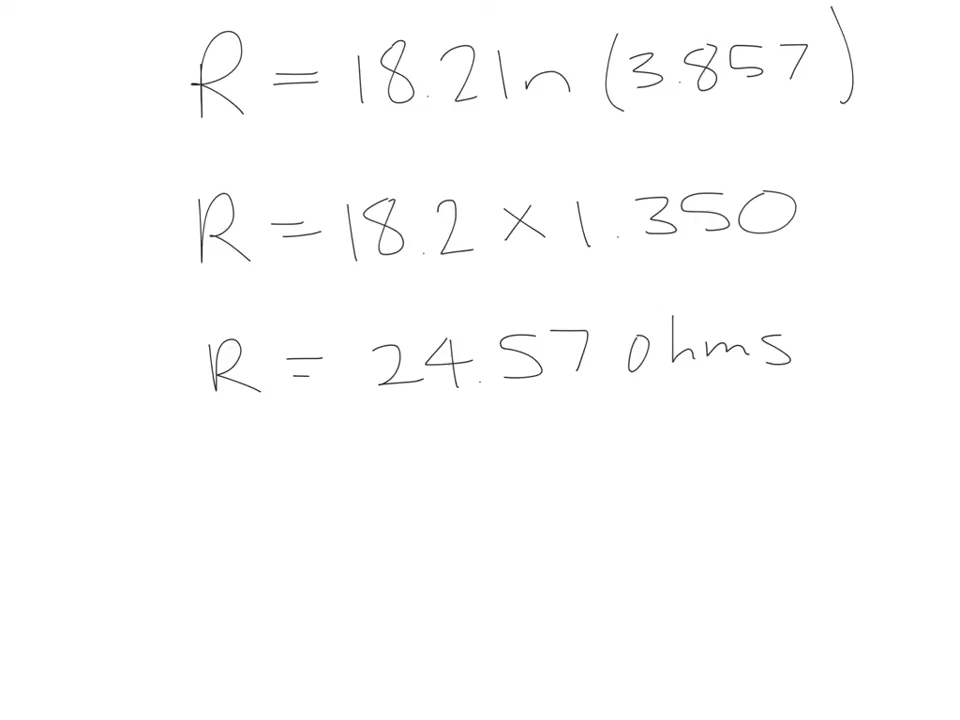 R = 18.2 ln (3.857)
R = 18.2 × 1.350
R = 24.57 ohms